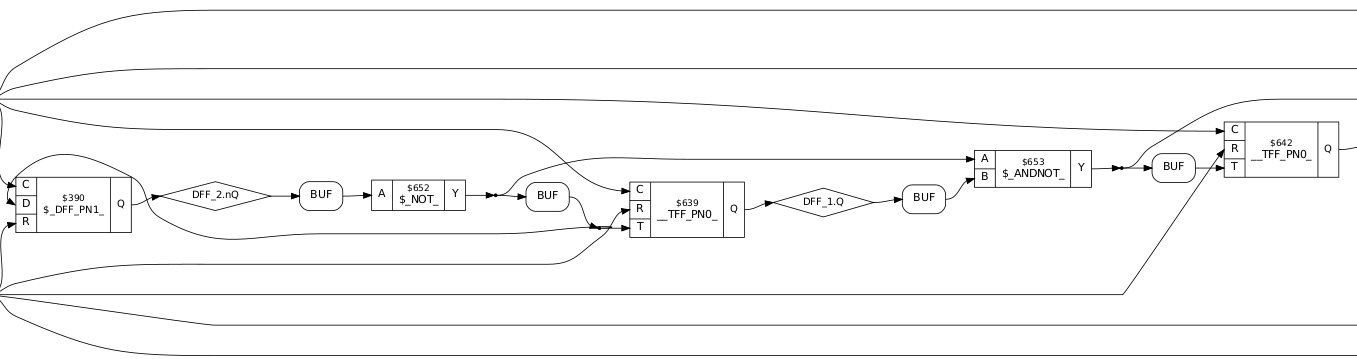 C
D
R
$390
$_DFF_PN1_
Q
DFF_2.nQ
BUF
A
$652
$_NOT_
Y
BUF
C
R
T
$639
__TFF_PN0_
Q
DFF_1.Q
BUF
A
B
$653
$_ANDNOT_
Y
BUF
C
R
T
$642
__TFF_PN0_
Q